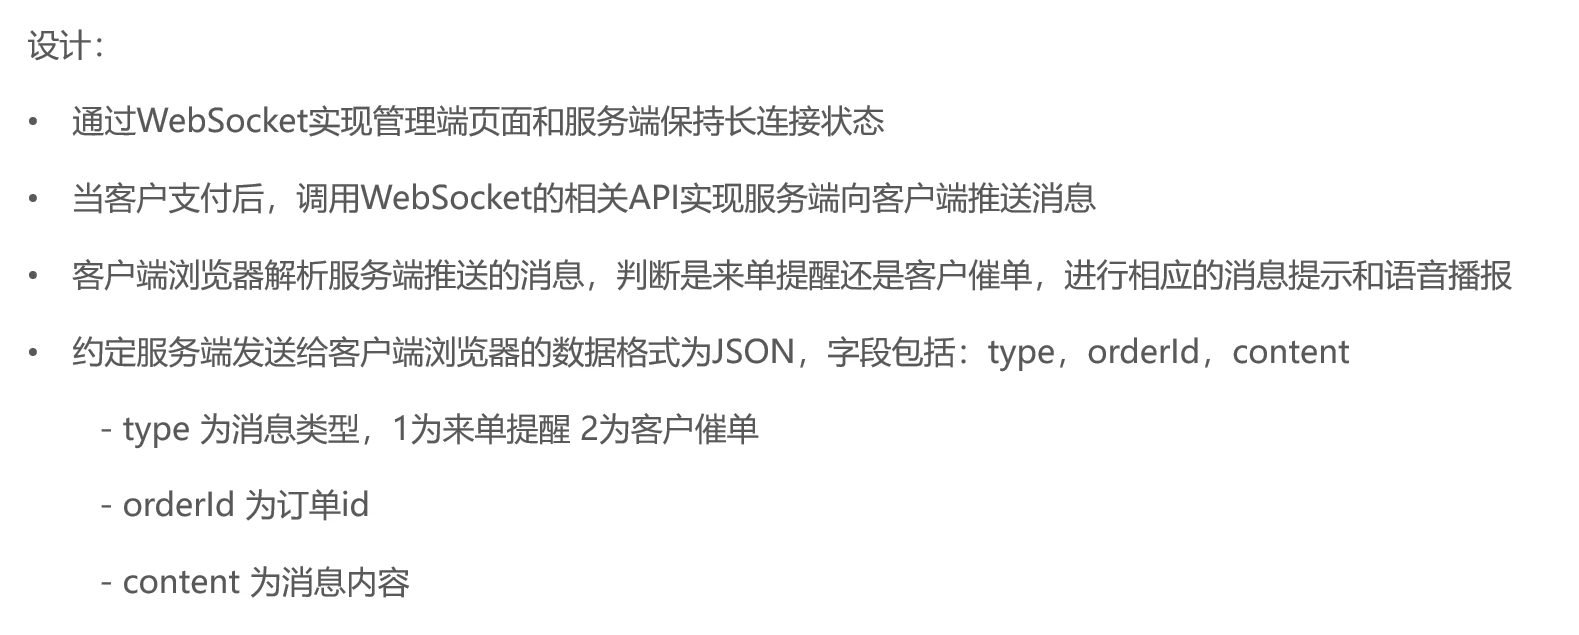 设计：
• 通过WebSocket实现管理端页面和服务端保持长连接状态
• 当客户支付后，调用WebSocket的相关API实现服务端向客户端推送消息
• 客户端浏览器解析服务端推送的消息，判断是来单提醒还是客户催单，进行相应的消息提示和语音播报
• 约定服务端发送给客户端浏览器的数据格式为JSON，字段包括：type，orderId，content
- type 为消息类型，1为来单提醒 2为客户催单
- orderId 为订单id
- content 为消息内容